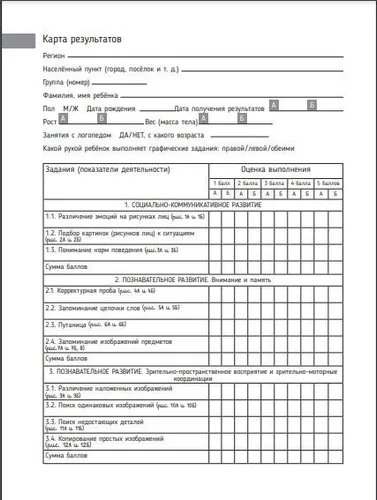 Карта результатов
Регион
Населённый пункт (город, посёлок и т. д.)
Группа (номер)
Фамилия, имя ребёнка
Пол М/Ж Дата рождения Дата получения результатов А Б
Рост А Б Вес (масса тела) А Б
Занятия с логопедом ДА/НЕТ, с какого возраста
Какой рукой ребёнок выполняет графические задания: правой/левой/обеими
Задания (показатели деятельности) Оценка выполнения
1 балл 2 балла 3 балла 4 балла 5 баллов
А Б А Б А Б А Б А Б
1. СОЦИАЛЬНО-КОММУНИКАТИВНОЕ РАЗВИТИЕ
1.1. Различение эмоций на рисунках лиц (рис. 1А и 1Б)
1.2. Подбор картинок (рисунков лиц) к ситуациям
(рис. 2А и 2Б)
1.3. Понимание норм поведения (рис. 3А и 3Б)
Сумма баллов
2. ПОЗНАВАТЕЛЬНОЕ РАЗВИТИЕ. Внимание и память
2.1. Корректурная проба (рис. 4А и 4Б)
2.2. Запоминание цепочки слов (рис. 5А и 5Б)
2.3. Путаница (рис. 6А и 6Б)
2.4. Запоминание изображений предметов
(рис. 7А и 7Б, 8)
Сумма баллов
3. ПОЗНАВАТЕЛЬНОЕ РАЗВИТИЕ. Зрительно-пространственное восприятие и зрительно-моторные
координации
3.1. Различение наложенных изображений
(рис. 9А и 9Б)
3.2. Поиск одинаковых изображений (рис. 10А и 10Б)
3.3. Поиск недостающих деталей
(рис. 11А и 11Б)
3.4. Копирование простых изображений
(рис. 12А и 12Б)
Сумма баллов